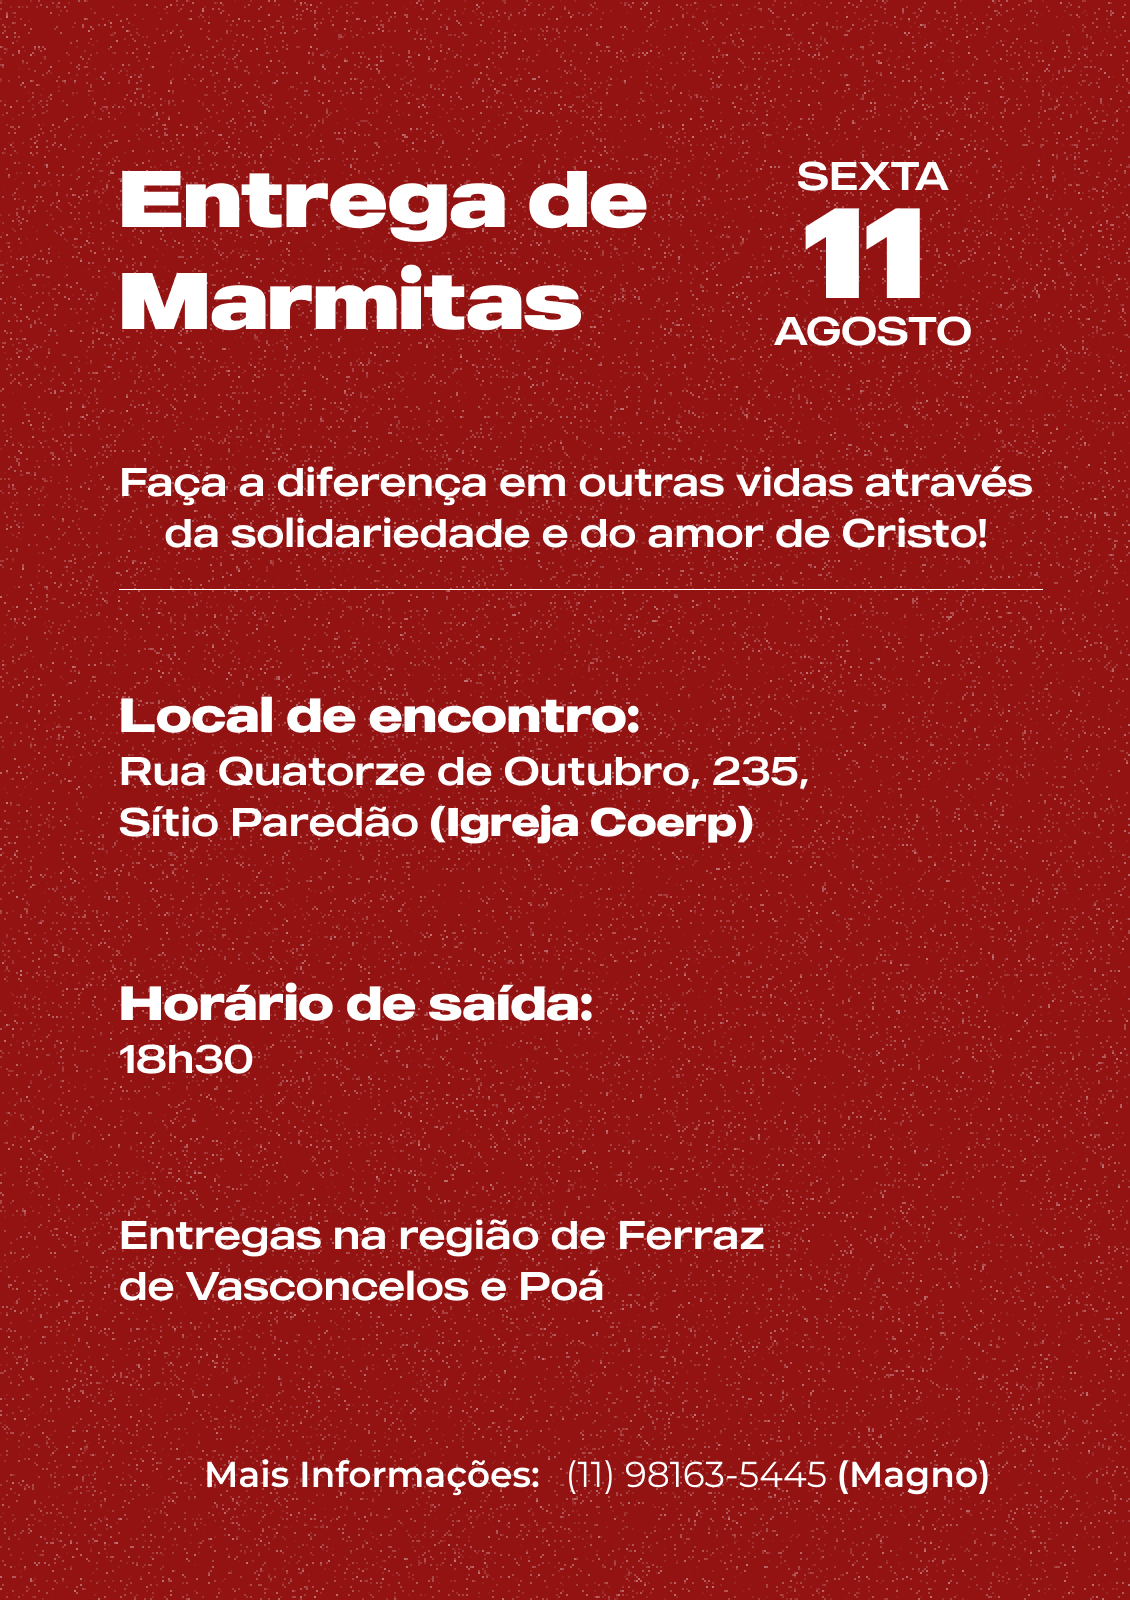 Entrega de
Marmitas
SEXTA
11
AGOSTO
Faça a diferença em outras vidas através
da solidariedade e do amor de Cristo!
Local de encontro:
Rua Quatorze de Outubro, 235,
Sítio Paredão (Igreja Coerp)
Horário de saída:
18h30
Entregas na região de Ferraz
de Vasconcelos e Poá
Mais Informações: (11) 98163-5445 (Magno)